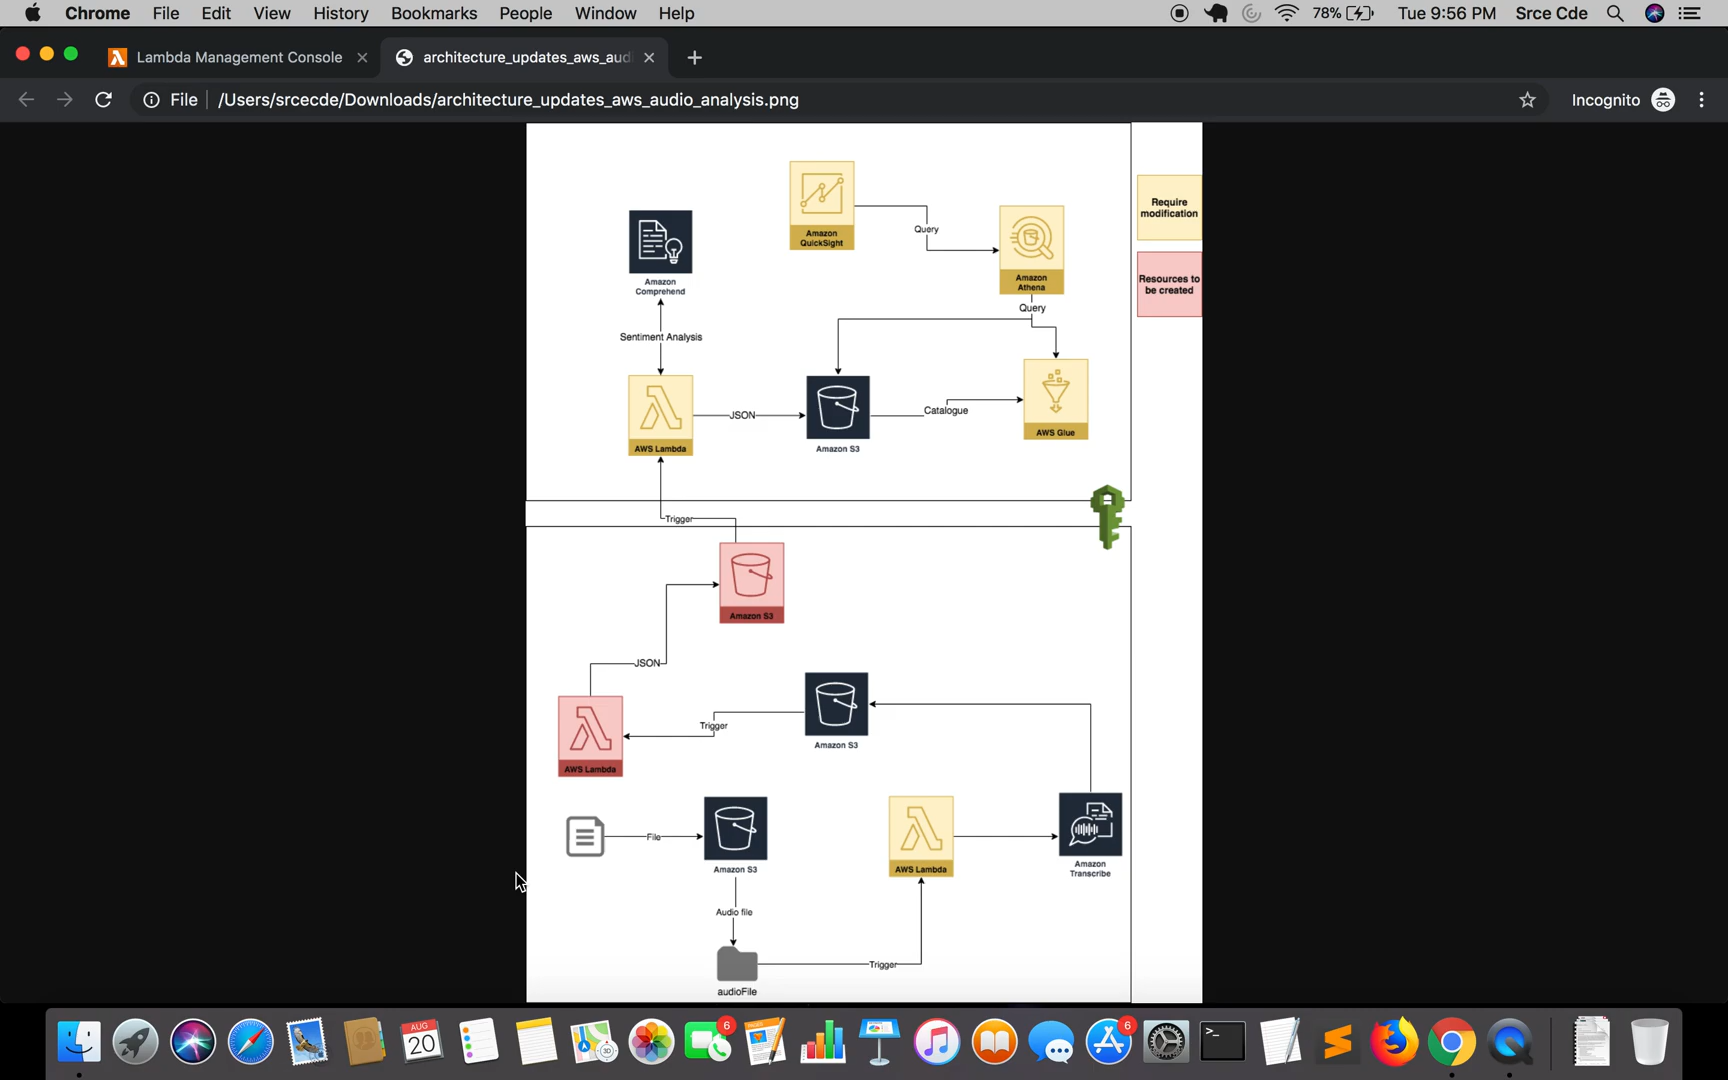 Chrome File Edit View History Bookmarks People Window Help
78% Tue 9:56 PM Srce Cde
Lambda Management Console
architecture_updates_aws_aud
File /Users/srcecde/Downloads/architecture_updates_aws_audio_analysis.png
Incognito
Amazon
QuickSight
Query
Amazon
Athena
Query
Require
modification
Resources to
be created
Amazon
Comprehend
Sentiment Analysis
AWS Lambda
JSON
Amazon S3
Catalogue
AWS Glue
Trigger
Amazon S3
JSON
AWS Lambda
Trigger
Amazon S3
File
Amazon S3
AWS Lambda
Amazon
Transcribe
Audio file
Trigger
audioFile
AUG
20
6
PAGES
3D
6